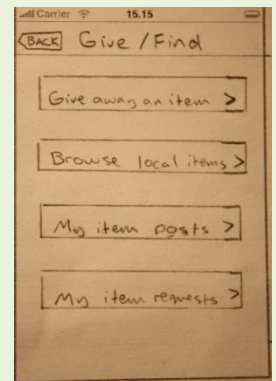 Carrier 15.15
BACK Give / Find
Give away an item >
Browse local items >
My item posts >
My item requests >